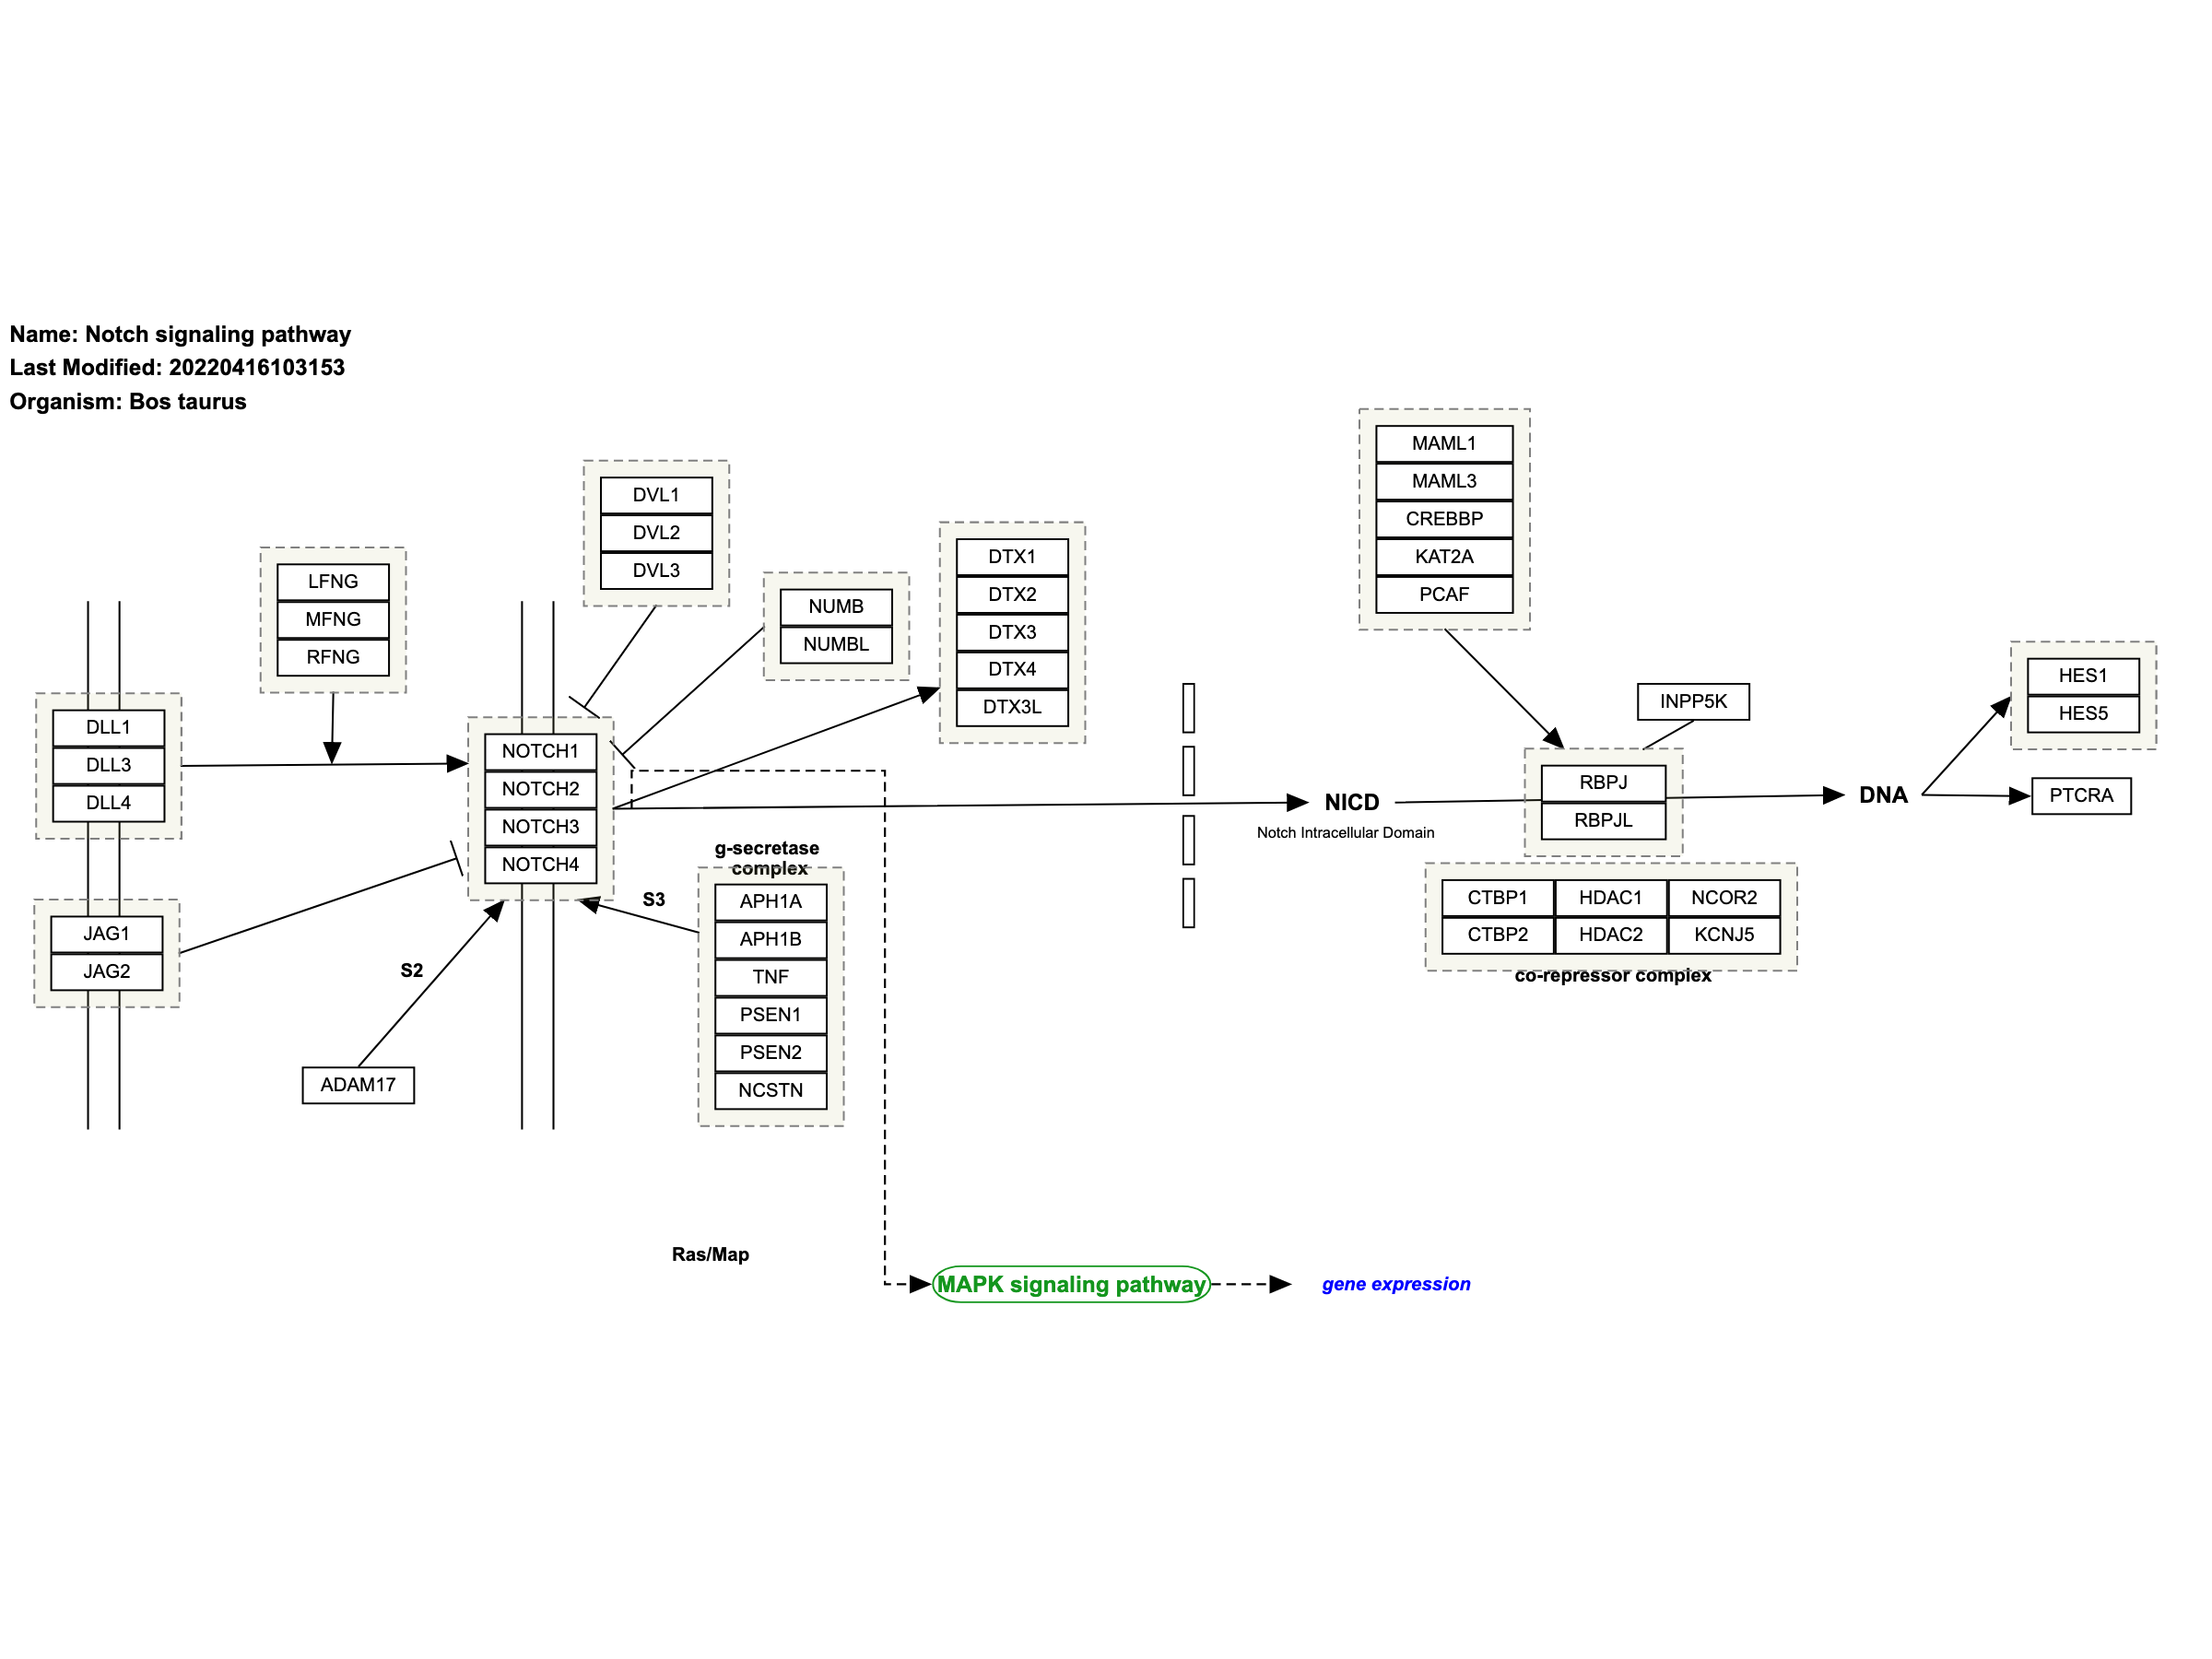 Name: Notch signaling pathway
Last Modified: 20220416103153
Organism: Bos taurus
DLL1
DLL3
DLL4
JAG1
JAG2
LFNG
MFNG
RFNG
ADAM17
S2
DVL1
DVL2
DVL3
NOTCH1
NOTCH2
NOTCH3
NOTCH4
NUMB
NUMBL
S3
g-secretase
complex
APH1A
APH1B
TNF
PSEN1
PSEN2
NCSTN
DTX1
DTX2
DTX3
DTX4
DTX3L
Ras/Map
MAPK signaling pathway
gene expression
NICD
Notch Intracellular Domain
MAML1
MAML3
CREBBP
KAT2A
PCAF
INPP5K
RBPJ
RBPJL
CTBP1 HDAC1 NCOR2
CTBP2 HDAC2 KCNJ5
co-repressor complex
DNA
HES1
HES5
PTCRA